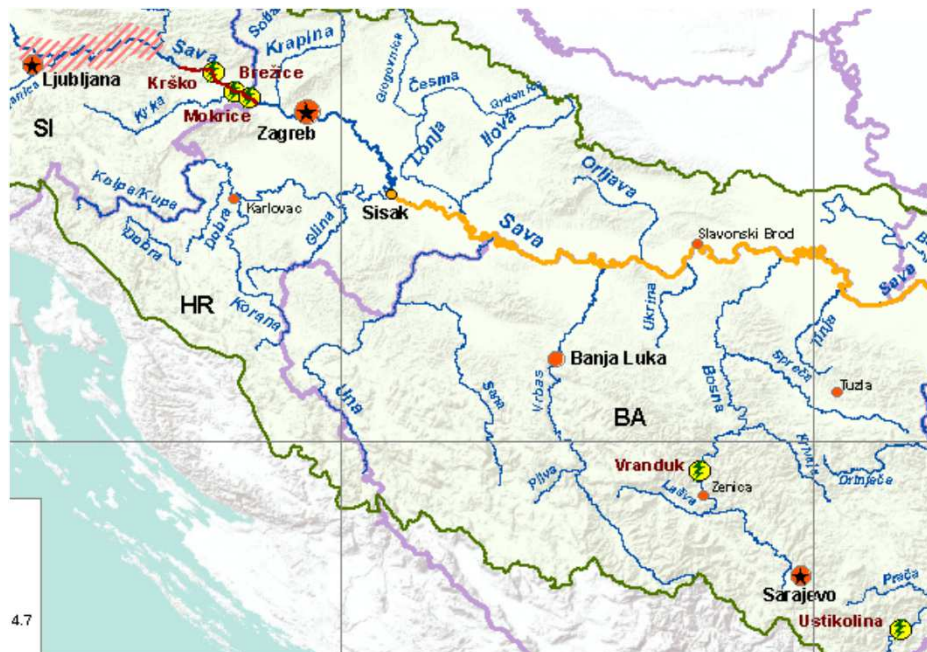 Sava
Krapina
Glogovnica
Česma
Ljubljana
Krško
Brežice
Mokrice
Krka
SI
Zagreb
Lonja
Ilova
Kolpa/Kupa
Karlovac
Sisak
Orljava
Dobra
Dobra
Glina
Sava
Slavonski Brod
HR
Korana
Ukrina
Sava
Tinja
Banja Luka
Una
Sana
Vrbas
BA
Bosna
Spreča
Tuzla
Vranduk
Krivaja
Pliva
Lašva
Zenica
Drinjača
Sarajevo
Prača
Ustikolina
4.7